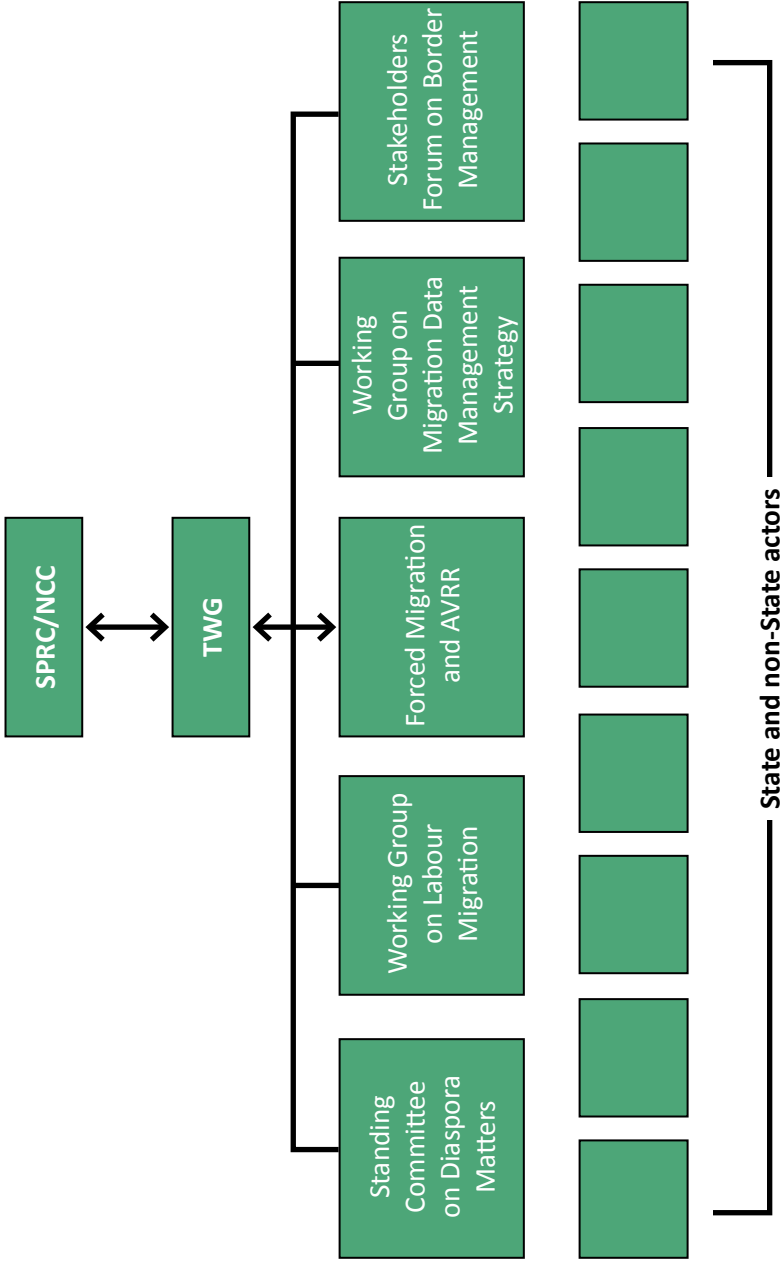 SPRC/NCC
TWG
Standing
Committee
on Diaspora
Matters
Working Group
on Labour
Migration
Forced Migration
and AVRR
Working
Group on
Migration Data
Management
Strategy
Stakeholders
Forum on Border
Management
State and non-State actors